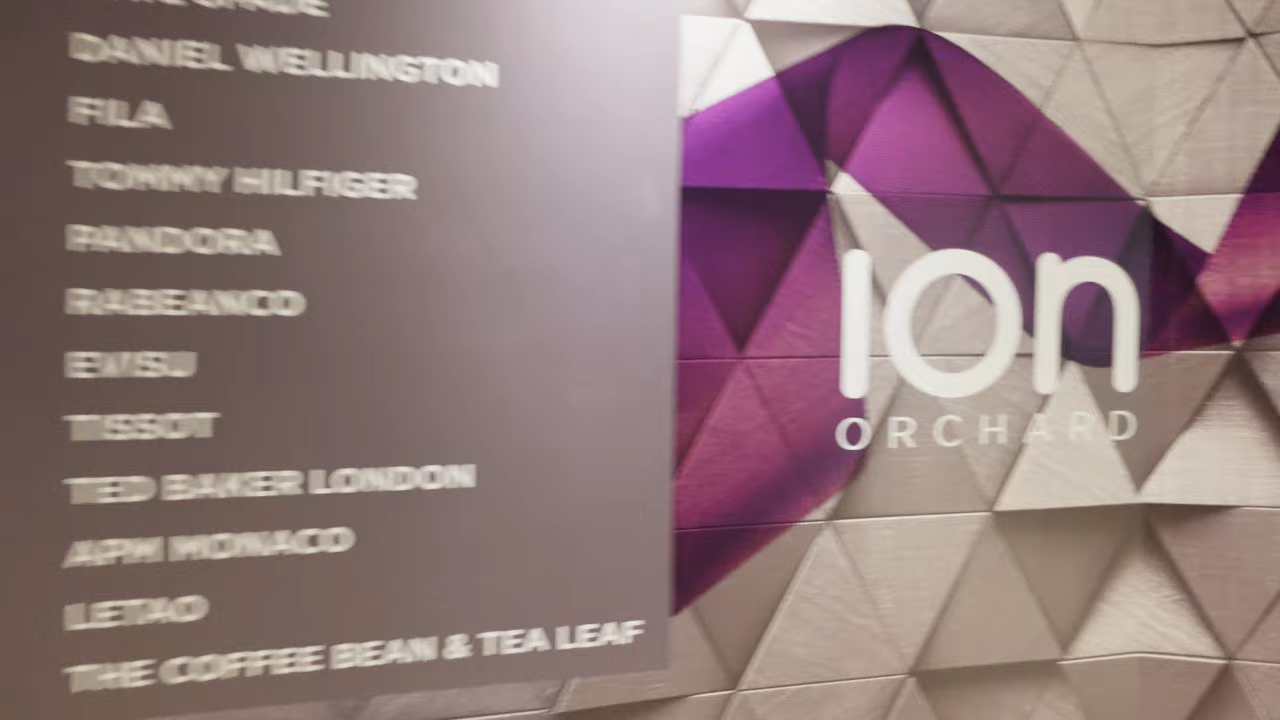 DANIEL WELLINGTON
FILA
TOMMY HILFIGER
PANDORA
RABEANCO
EVISU
TISSOT
TED BAKER LONDON
APM MONACO
LETAO
THE COFFEE BEAN & TEA LEAF
ion
ORCHARD